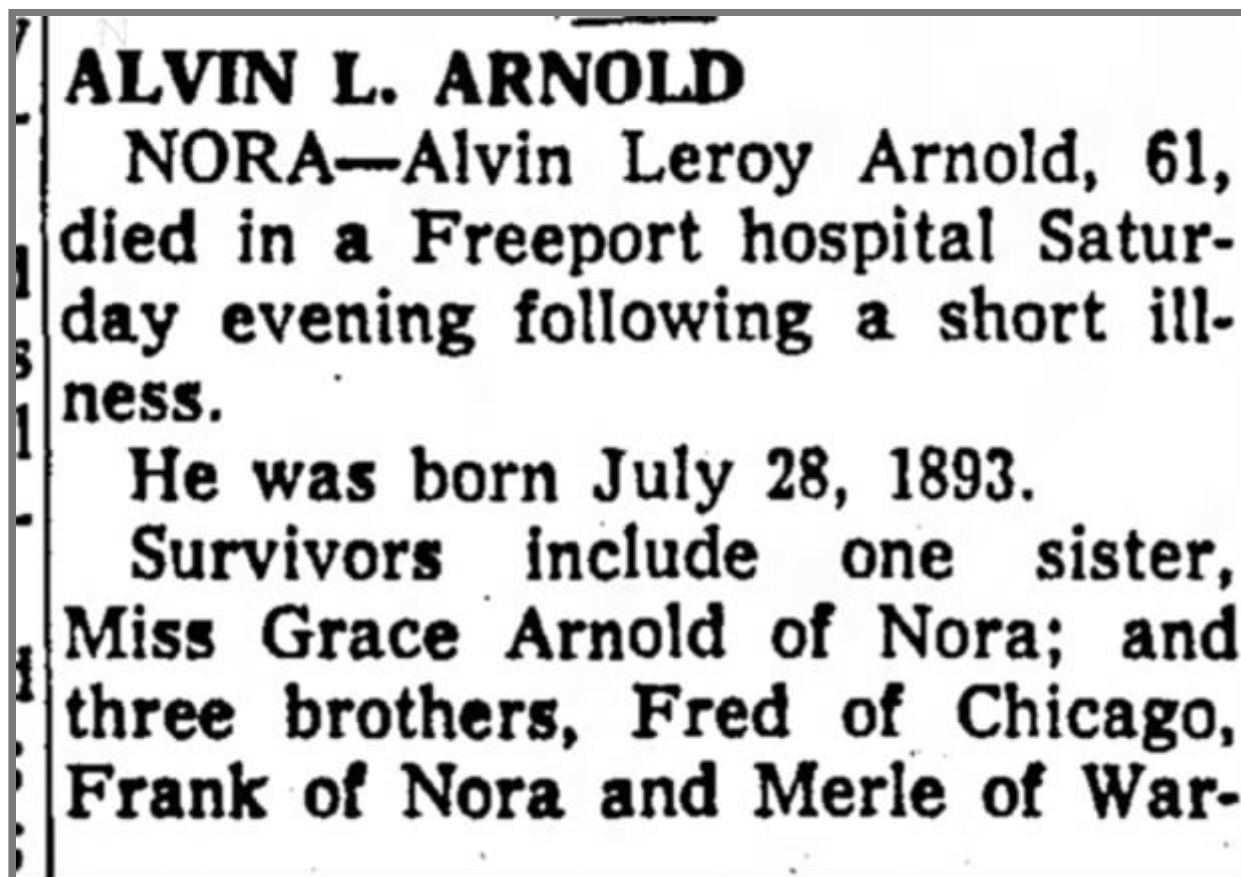 ALVIN L. ARNOLD
NORA—Alvin Leroy Arnold, 61,
died in a Freeport hospital Satur-
day evening following a short ill-
ness.
He was born July 28, 1893.
Survivors include one sister,
Miss Grace Arnold of Nora; and
three brothers, Fred of Chicago,
Frank of Nora and Merle of War-